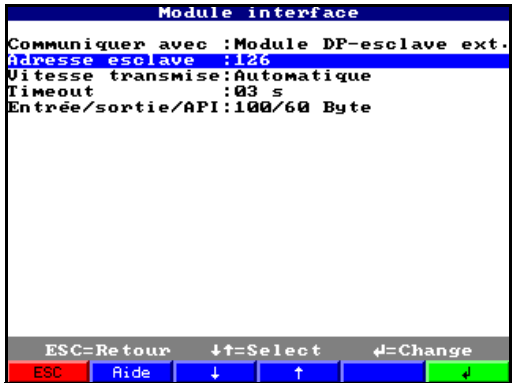 Module interface
Communiquer avec :Module DP-esclave ext.
Adresse esclave :126
Vitesse transmise:Automatique
Timeout :03 s
Entrée/sortie/API:100/60 Byte
ESC=Retour ↓↑=Select ↲=Change
ESC Aide ↓ ↑ ↲